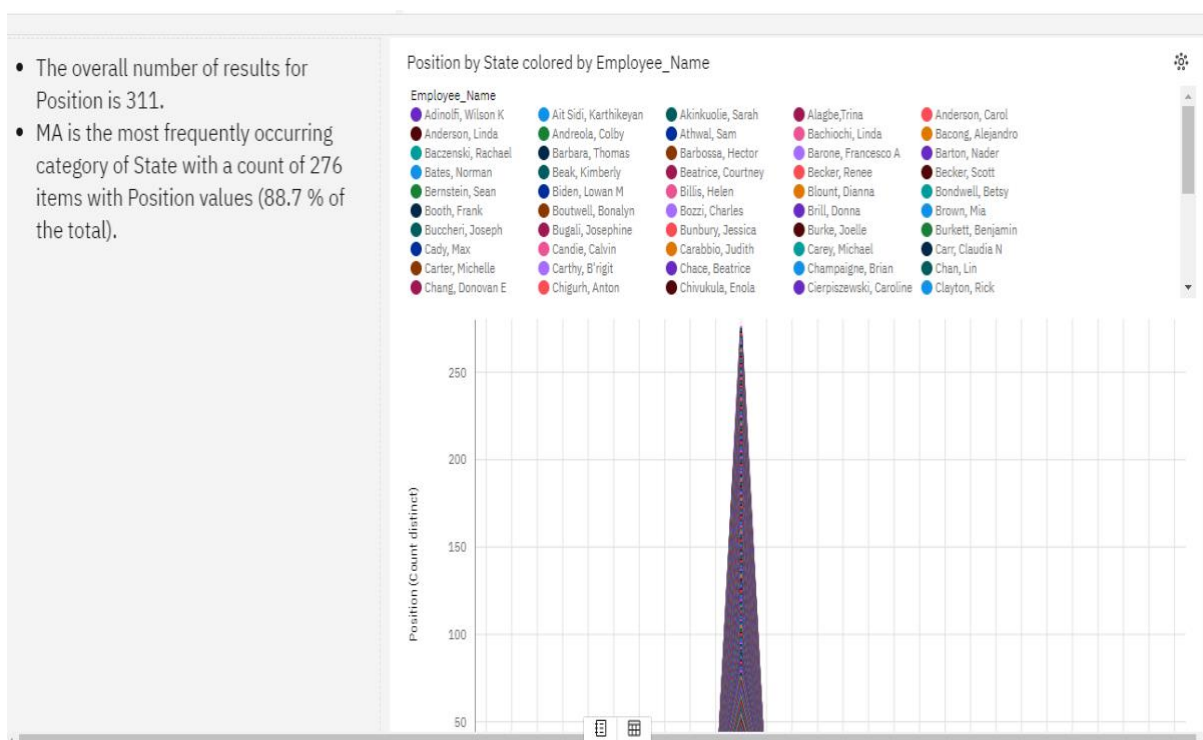 • The overall number of results for
Position is 311.
• MA is the most frequently occurring
category of State with a count of 276
items with Position values (88.7 % of
the total).
Position by State colored by Employee_Name
Employee_Name
Adinolfi, Wilson K Ait Sidi, Karthikeyan Akinkuolie, Sarah Alagbe,Trina Anderson, Carol
Anderson, Linda Andreola, Colby Athwal, Sam Bachiochi, Linda Bacong, Alejandro
Baczenski, Rachael Barbara, Thomas Barbossa, Hector Barone, Francesco A Barton, Nader
Bates, Norman Beak, Kimberly Beatrice, Courtney Becker, Renee Becker, Scott
Bernstein, Sean Biden, Lowan M Billis, Helen Blount, Dianna Bondwell, Betsy
Booth, Frank Boutwell, Bonalyn Bozzi, Charles Brill, Donna Brown, Mia
Buccheri, Joseph Bugali, Josephine Bunbury, Jessica Burke, Joelle Burkett, Benjamin
Cady, Max Candie, Calvin Carabbio, Judith Carey, Michael Carr, Claudia N
Carter, Michelle Carthy, B'rigit Chace, Beatrice Champaigne, Brian Chan, Lin
Chang, Donovan E Chigurh, Anton Chivukula, Enola Cierpiszewski, Caroline Clayton, Rick
250
200
150
100
50
Position (Count distinct)